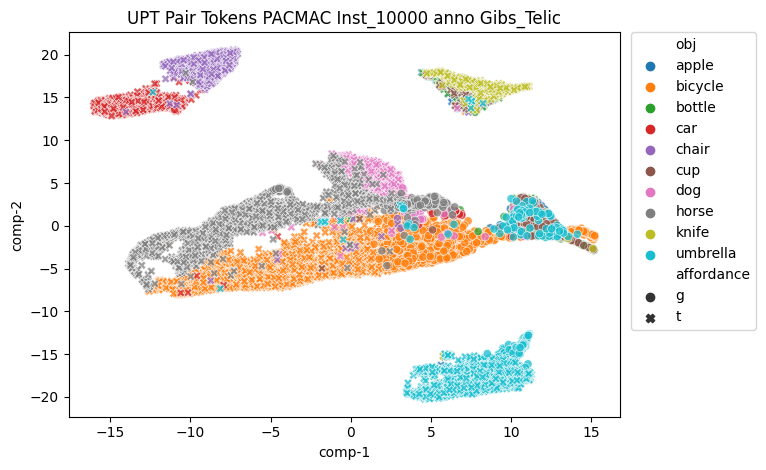 UPT Pair Tokens PACMAC Inst_10000 anno Gibs_Telic
comp-2
20
15
10
5
0
−5
−10
−15
−20
−15
−10
−5
0
5
10
15
comp-1
obj
apple
bicycle
bottle
car
chair
cup
dog
horse
knife
umbrella
affordance
g
t